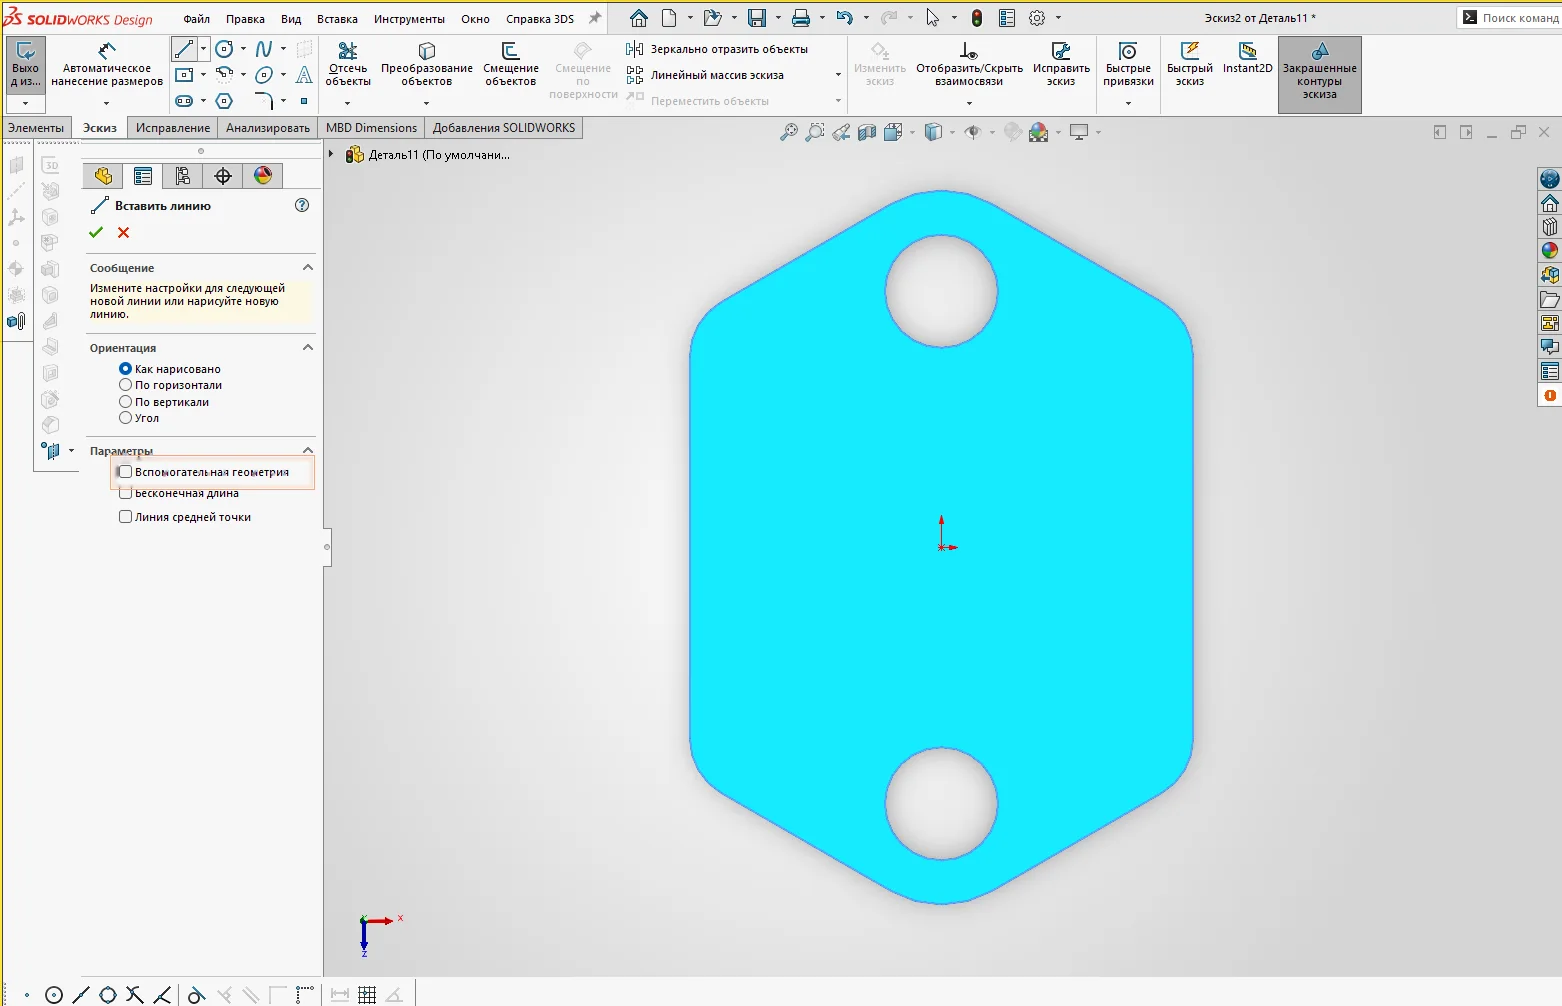 SOLIDWORKS Design
Файл Правка Вид Вставка Инструменты Окно Справка 3DS
Эскиз2 от Деталь11 *
Поиск команд
Выхо
д из...
Автоматическое
нанесение размеров
Отсечь
объекты
Преобразование
объектов
Смещение
объектов
Смещение
по
поверхности
Зеркально отразить объекты
Линейный массив эскиза
Переместить объекты
Изменить
эскиз
Отобразить/Скрыть
взаимосвязи
Исправить
эскиз
Быстрые
привязки
Быстрый
эскиз
Instant2D
Закрашенные
контуры
эскиза
Элементы Эскиз Исправление Анализировать MBD Dimensions Добавления SOLIDWORKS
Деталь11 (По умолчани...
3D
Вставить линию
Сообщение
Измените настройки для следующей
новой линии или нарисуйте новую
линию.
Ориентация
Как нарисовано
По горизонтали
По вертикали
Угол
Параметры
Вспомогательная геометрия
Бесконечная длина
Линия средней точки
X
Z